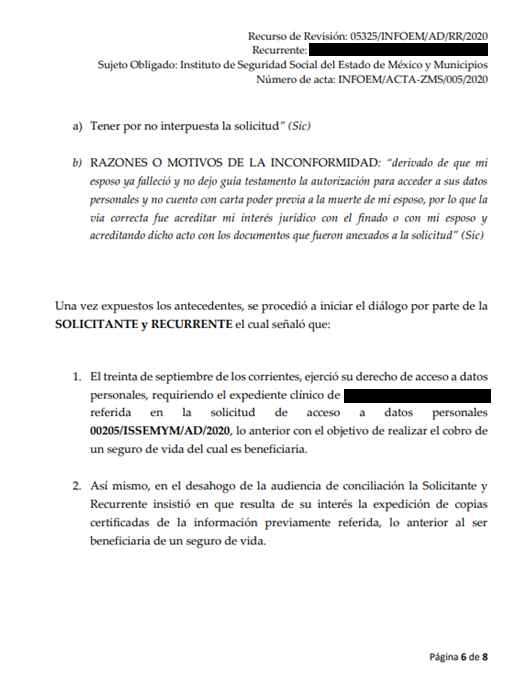 Recurso de Revisión: 05325/INFOEM/AD/RR/2020
Recurrente:
Sujeto Obligado: Instituto de Seguridad Social del Estado de México y Municipios
Número de acta: INFOEM/ACTA-ZMS/005/2020
a) Tener por no interpuesta la solicitud” (Sic)
b) RAZONES O MOTIVOS DE LA INCONFORMIDAD: “derivado de que mi
esposo ya falleció y no dejo guía testamento la autorización para acceder a sus datos
personales y no cuento con carta poder previa a la muerte de mi esposo, por lo que la
vía correcta fue acreditar mi interés jurídico con el finado o con mi esposo y
acreditando dicho acto con los documentos que fueron anexados a la solicitud” (Sic)
Una vez expuestos los antecedentes, se procedió a iniciar el diálogo por parte de la
SOLICITANTE y RECURRENTE el cual señaló que:
1. El treinta de septiembre de los corrientes, ejerció su derecho de acceso a datos
personales, requiriendo el expediente clínico de
referida en la solicitud de acceso a datos personales
00205/ISSEMYM/AD/2020, lo anterior con el objetivo de realizar el cobro de
un seguro de vida del cual es beneficiaria.
2. Así mismo, en el desahogo de la audiencia de conciliación la Solicitante y
Recurrente insistió en que resulta de su interés la expedición de copias
certificadas de la información previamente referida, lo anterior al ser
beneficiaria de un seguro de vida.
Página 6 de 8